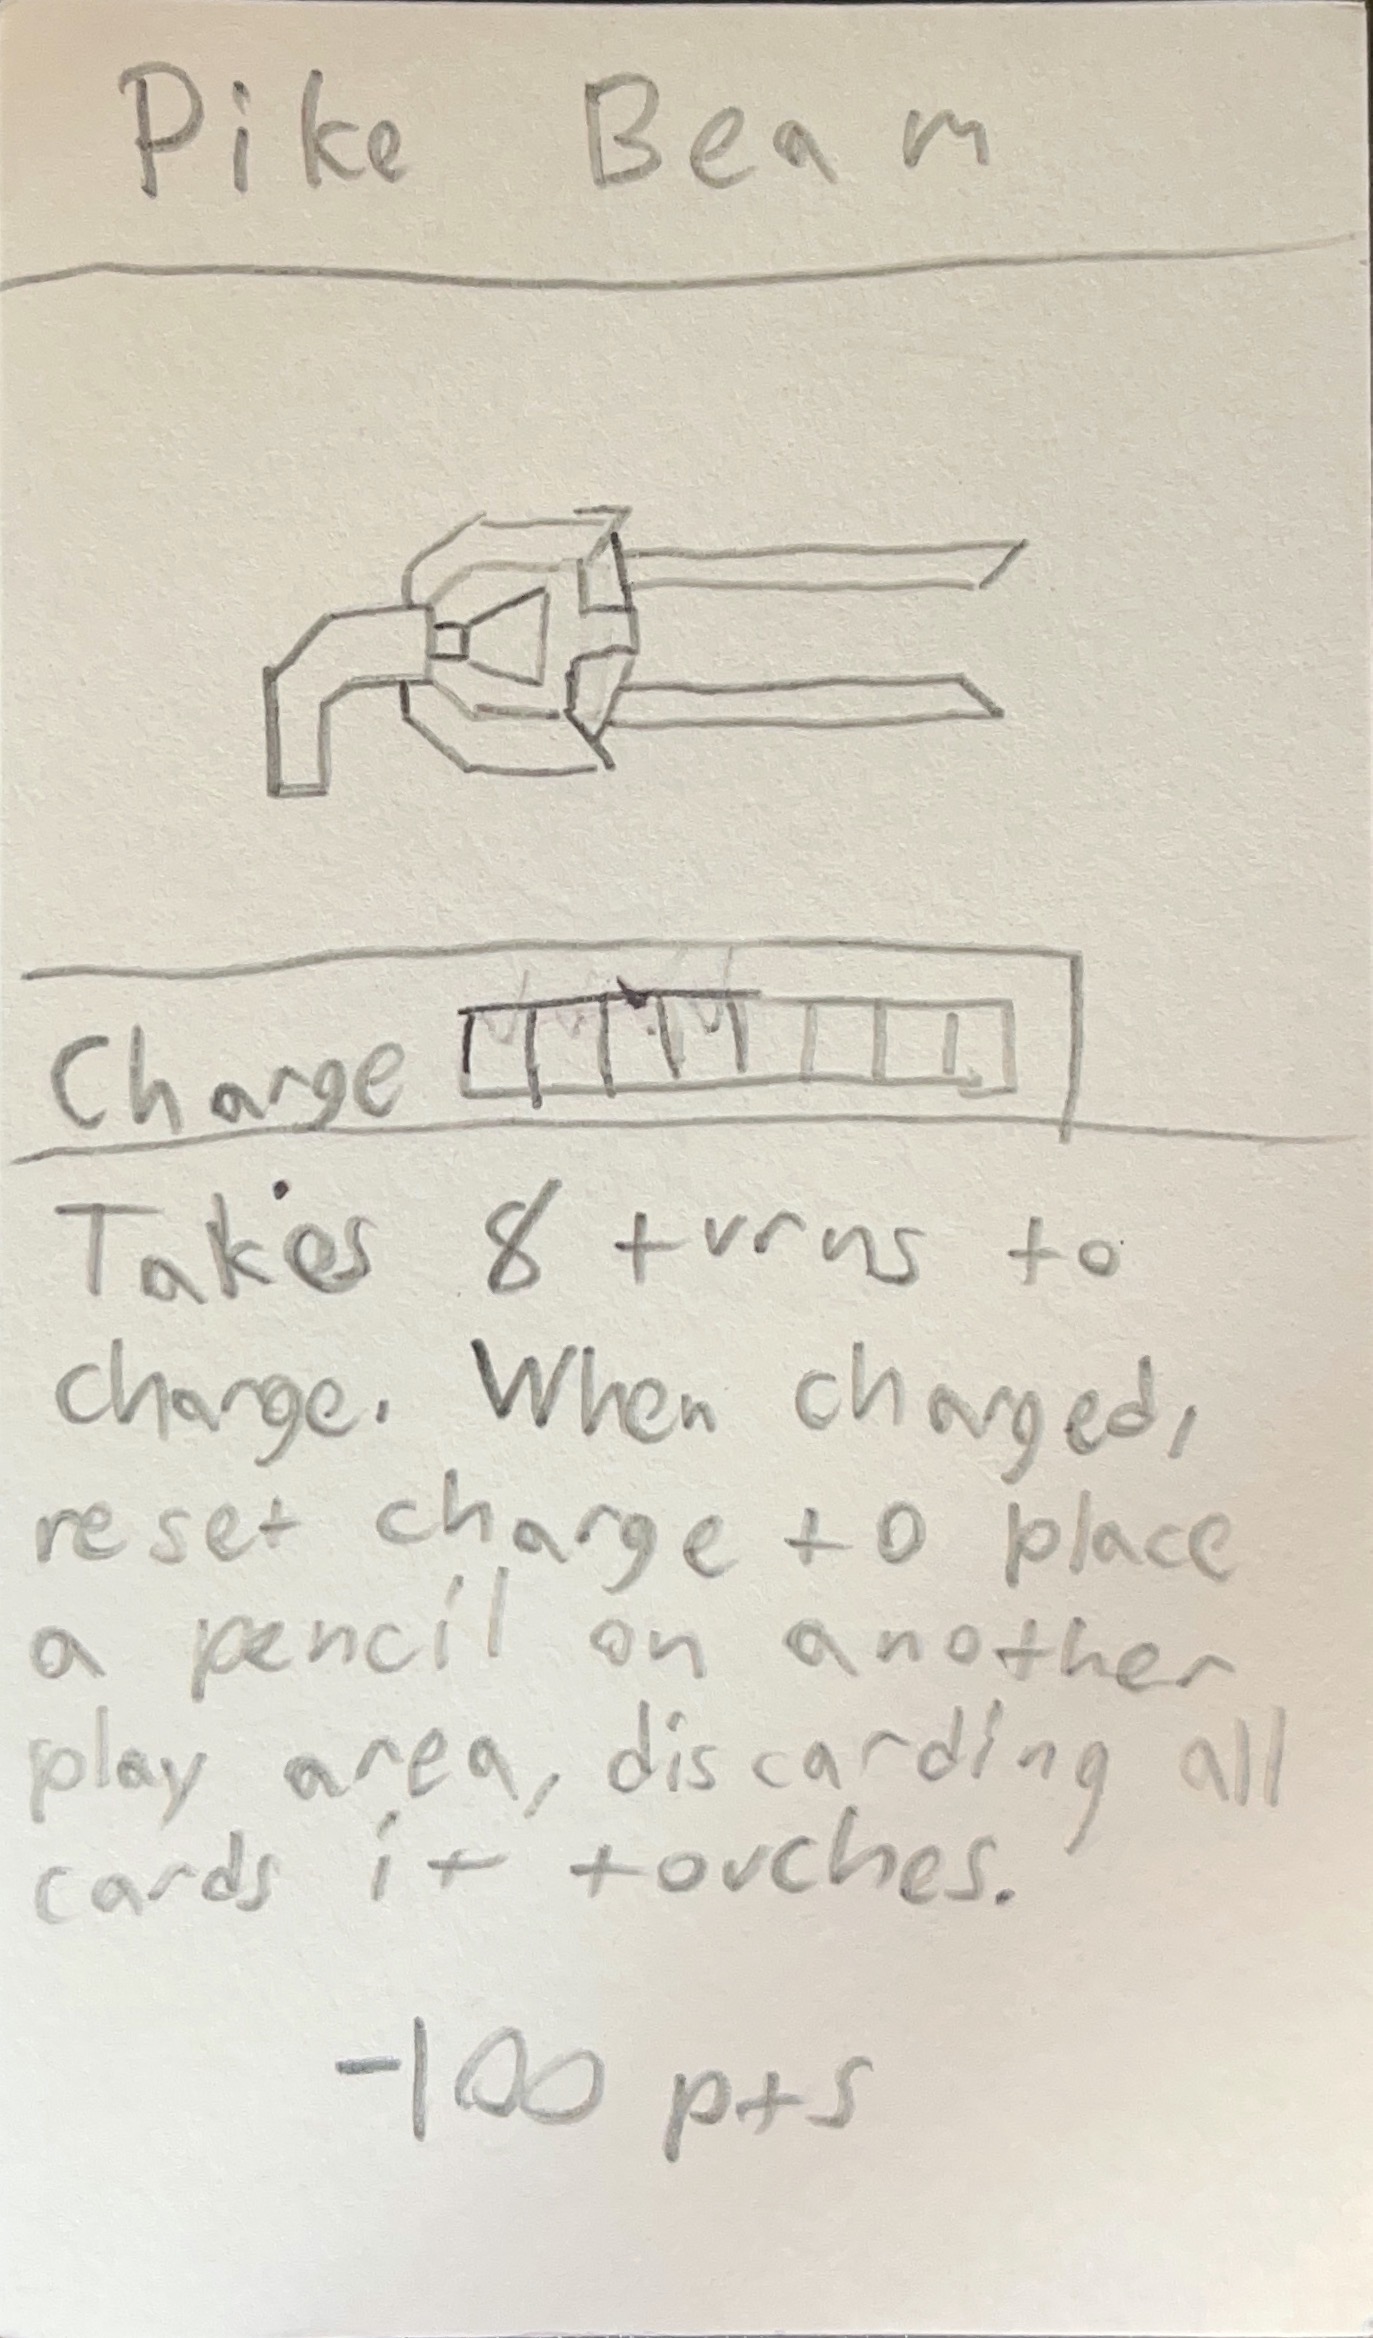 Pike Beam
Charge
Takes 8 turns to
charge. When charged,
reset charge to place
a pencil on another
play area, discarding all
cards it touches.
-100 pts